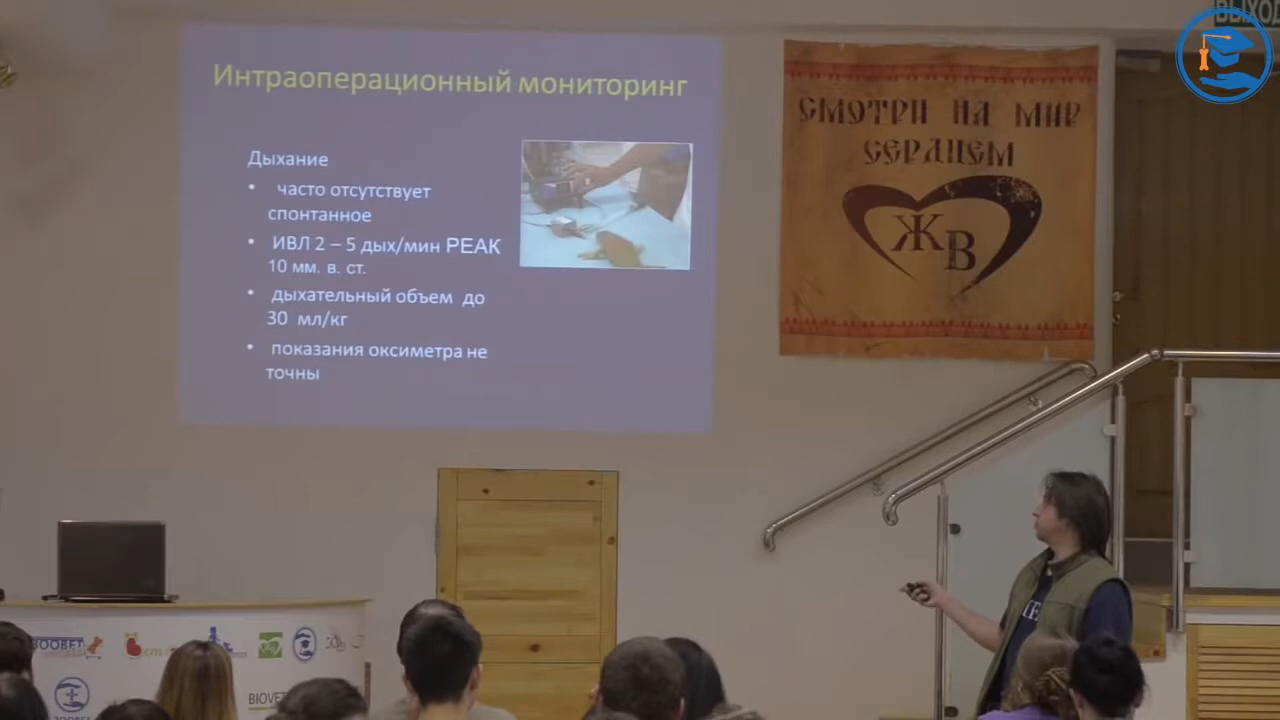 ВЫХОД
Интраоперационный мониторинг
Дыхание
• часто отсутствует
спонтанное
• ИВЛ 2 – 5 дых/мин PEAK
10 мм. в. ст.
• дыхательный объем до
30 мл/кг
• показания оксиметра не
точны
СМОТРИ НА МИР
СЕРДЦЕМ
ЖВ
ЗООВЕТ
BIOVET